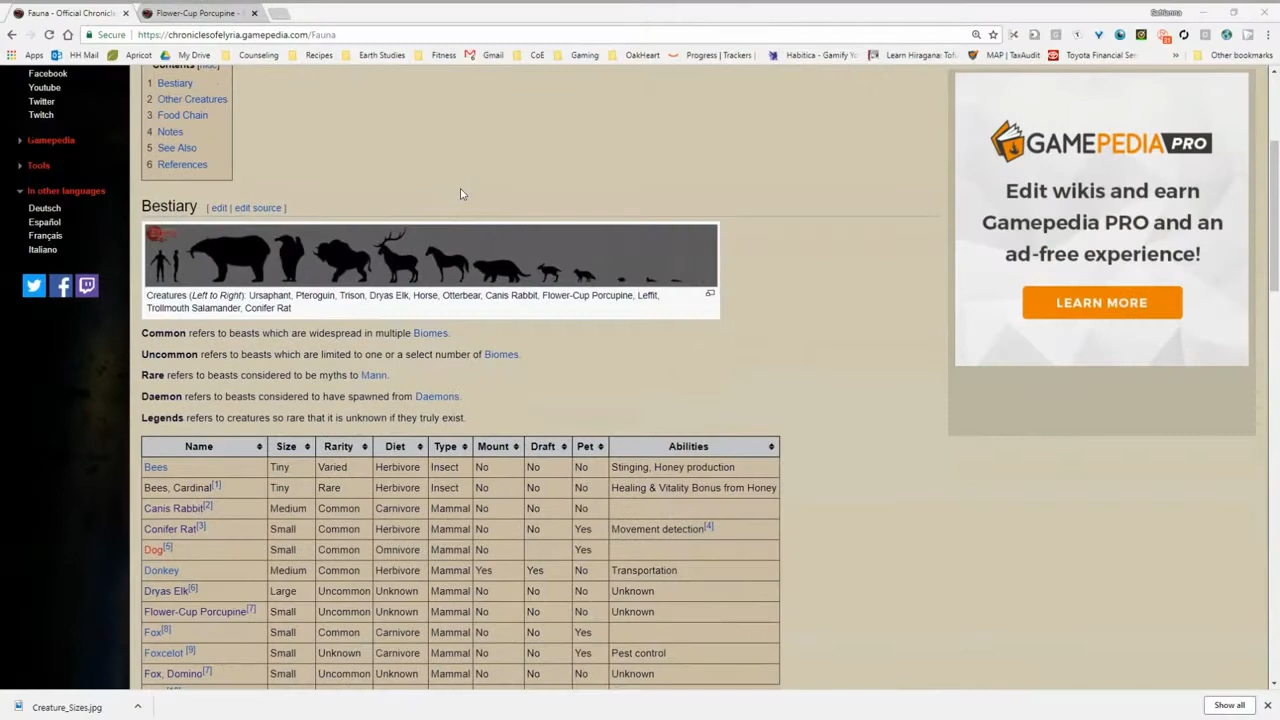 Fauna - Official Chronicl
Flower-Cup Porcupine -
Safrianna
https://chroniclesofelyria.gamepedia.com/Fauna
Apps
HH Mail
Apricot
My Drive
Counseling
Recipes
Earth Studies
Fitness
Gmail
CoE
Gaming
OakHeart
Progress | Trackers |
Habitica - Gamify Yo
Learn Hiragana: Tof
MAP | TaxAudit
Toyota Financial Ser
»
Other bookmarks
Facebook
Youtube
Twitter
Twitch
Gamepedia
Tools
In other languages
Deutsch
Español
Français
Italiano
Contents [hide]
1 Bestiary
2 Other Creatures
3 Food Chain
4 Notes
5 See Also
6 References
Bestiary [ edit | edit source ]
Creatures (Left to Right): Ursaphant, Pteroguin, Trison, Dryas Elk, Horse, Otterbear, Canis Rabbit, Flower-Cup Porcupine, Leffit,
Trollmouth Salamander, Conifer Rat
Common refers to beasts which are widespread in multiple Biomes.
Uncommon refers to beasts which are limited to one or a select number of Biomes.
Rare refers to beasts considered to be myths to Mann.
Daemon refers to beasts considered to have spawned from Daemons.
Legends refers to creatures so rare that it is unknown if they truly exist.
Name Size Rarity Diet Type Mount Draft Pet Abilities
Bees Tiny Varied Herbivore Insect No No No Stinging, Honey production
Bees, Cardinal[1] Tiny Rare Herbivore Insect No No No Healing & Vitality Bonus from Honey
Canis Rabbit[2] Medium Common Carnivore Mammal No No No
Conifer Rat[3] Small Common Herbivore Mammal No No Yes Movement detection[4]
Dog[5] Small Common Omnivore Mammal No Yes
Donkey Medium Common Herbivore Mammal Yes Yes No Transportation
Dryas Elk[6] Large Uncommon Unknown Mammal No No No Unknown
Flower-Cup Porcupine[7] Small Uncommon Unknown Mammal No No No Unknown
Fox[8] Small Common Carnivore Mammal No No Yes
Foxcelot [9] Small Unknown Carnivore Mammal No No Yes Pest control
Fox, Domino[7] Small Uncommon Unknown Mammal No No No Unknown
GAMEPEDIA PRO
Edit wikis and earn
Gamepedia PRO and an
ad-free experience!
LEARN MORE
Creature_Sizes.jpg
Show all